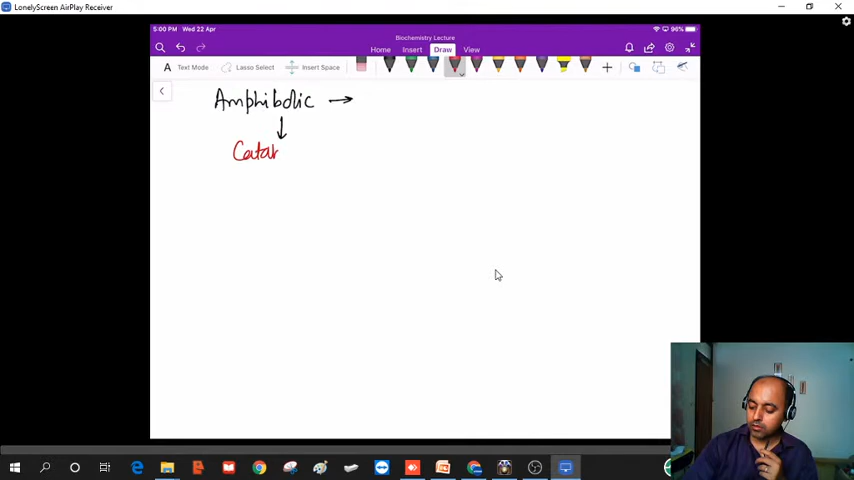 LonelyScreen AirPlay Receiver
5:00 PM Wed 22 Apr
96%
Biochemistry Lecture
Home Insert Draw View
A Text Mode Lasso Select Insert Space
Amphibolic →
↓
Catab